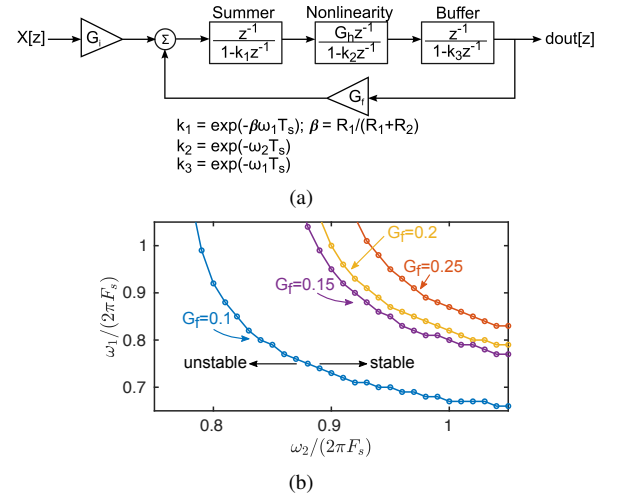 Summer Nonlinearity Buffer
X[z] G_i Σ z^-1 / 1-k_1z^-1 G_hz^-1 / 1-k_2z^-1 z^-1 / 1-k_3z^-1 dout[z]
G_f
k_1 = exp(-βω_1T_s); β = R_1/(R_1+R_2)
k_2 = exp(-ω_2T_s)
k_3 = exp(-ω_1T_s)
(a)
G_f=0.2
1
G_f=0.25
G_f=0.15
0.9
G_f=0.1
0.8
unstable stable
0.7
ω_1/(2πF_s)
0.8 0.9 1
ω_2/(2πF_s)
(b)